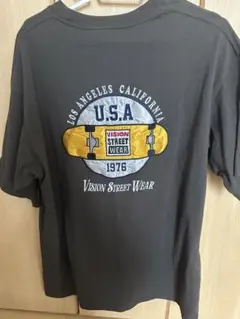 LOS ANGELES CALIFORNIA
U.S.A
VISION
STREET
WEAR
1976
VISION STREET WEAR